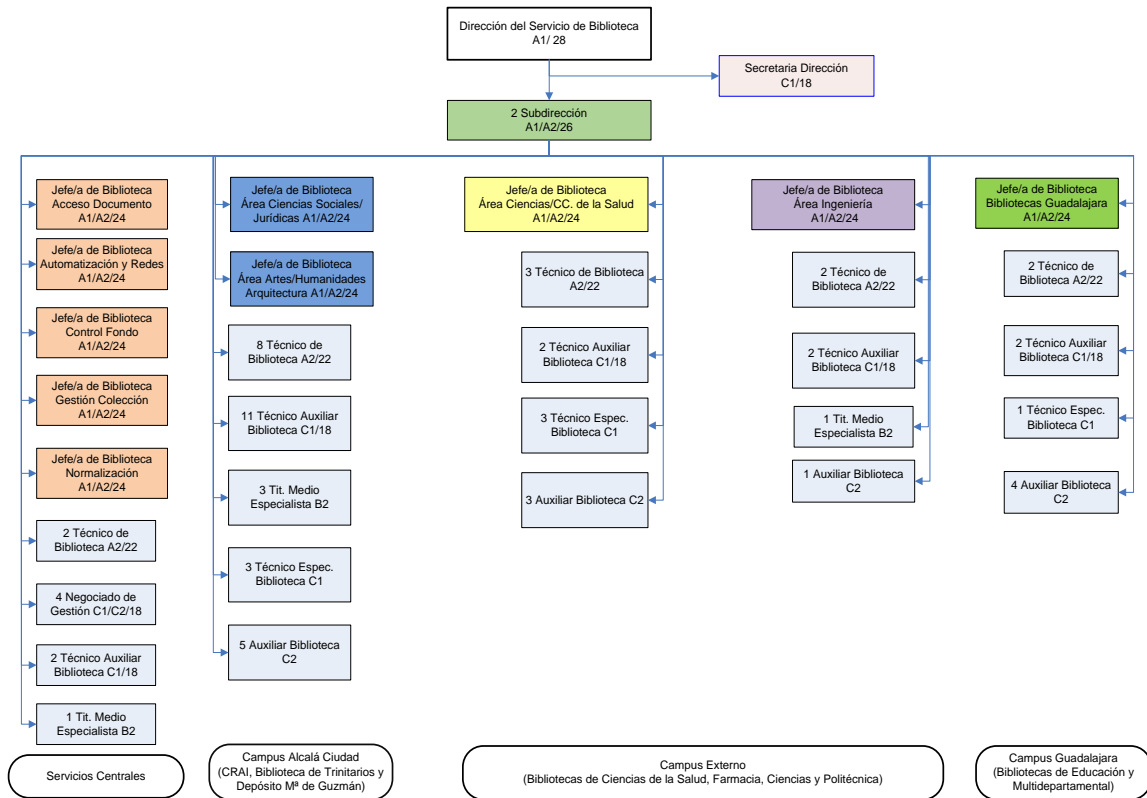 Dirección del Servicio de Biblioteca
A1/ 28
Secretaria Dirección
C1/18
2 Subdirección
A1/A2/26
Jefe/a de Biblioteca
Acceso Documento
A1/A2/24
Jefe/a de Biblioteca
Automatización y Redes
A1/A2/24
Jefe/a de Biblioteca
Control Fondo
A1/A2/24
Jefe/a de Biblioteca
Gestión Colección
A1/A2/24
Jefe/a de Biblioteca
Normalización
A1/A2/24
2 Técnico de
Biblioteca A2/22
4 Negociado de
Gestión C1/C2/18
2 Técnico Auxiliar
Biblioteca C1/18
1 Tit. Medio
Especialista B2
Servicios Centrales
Jefe/a de Biblioteca
Área Ciencias Sociales/
Jurídicas A1/A2/24
Jefe/a de Biblioteca
Área Artes/Humanidades
Arquitectura A1/A2/24
8 Técnico de
Biblioteca A2/22
11 Técnico Auxiliar
Biblioteca C1/18
3 Tit. Medio
Especialista B2
3 Técnico Espec.
Biblioteca C1
5 Auxiliar Biblioteca
C2
Campus Alcalá Ciudad
(CRAI, Biblioteca de Trinitarios y
Depósito Mª de Guzmán)
Jefe/a de Biblioteca
Área Ciencias/CC. de la Salud
A1/A2/24
3 Técnico de Biblioteca
A2/22
2 Técnico Auxiliar
Biblioteca C1/18
3 Técnico Espec.
Biblioteca C1
3 Auxiliar Biblioteca C2
Jefe/a de Biblioteca
Área Ingeniería
A1/A2/24
2 Técnico de
Biblioteca A2/22
2 Técnico Auxiliar
Biblioteca C1/18
1 Tit. Medio
Especialista B2
1 Auxiliar Biblioteca
C2
Campus Externo
(Bibliotecas de Ciencias de la Salud, Farmacia, Ciencias y Politécnica)
Jefe/a de Biblioteca
Bibliotecas Guadalajara
A1/A2/24
2 Técnico de
Biblioteca A2/22
2 Técnico Auxiliar
Biblioteca C1/18
1 Técnico Espec.
Biblioteca C1
4 Auxiliar Biblioteca
C2
Campus Guadalajara
(Bibliotecas de Educación y
Multidepartamental)